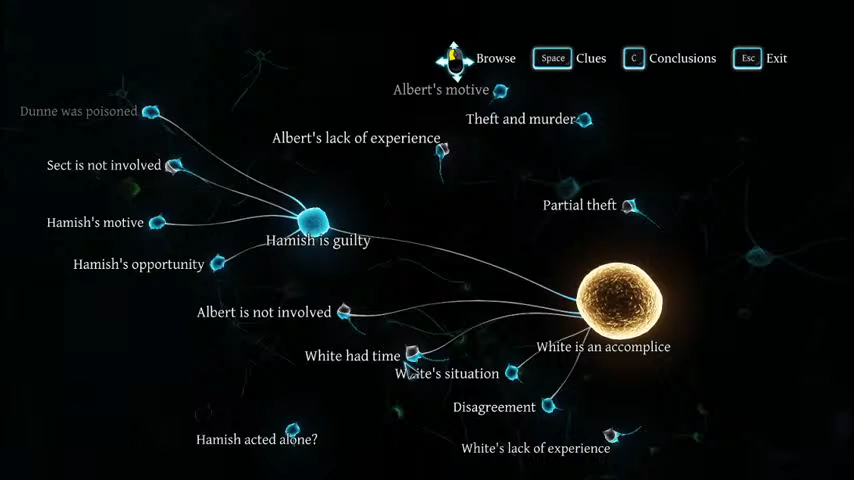 Browse
Space Clues
C Conclusions
Esc Exit
Albert's motive
Dunne was poisoned
Theft and murder
Albert's lack of experience
Sect is not involved
Partial theft
Hamish's motive
Hamish is guilty
Hamish's opportunity
Albert is not involved
White is an accomplice
White had time
White's situation
Disagreement
Hamish acted alone?
White's lack of experience